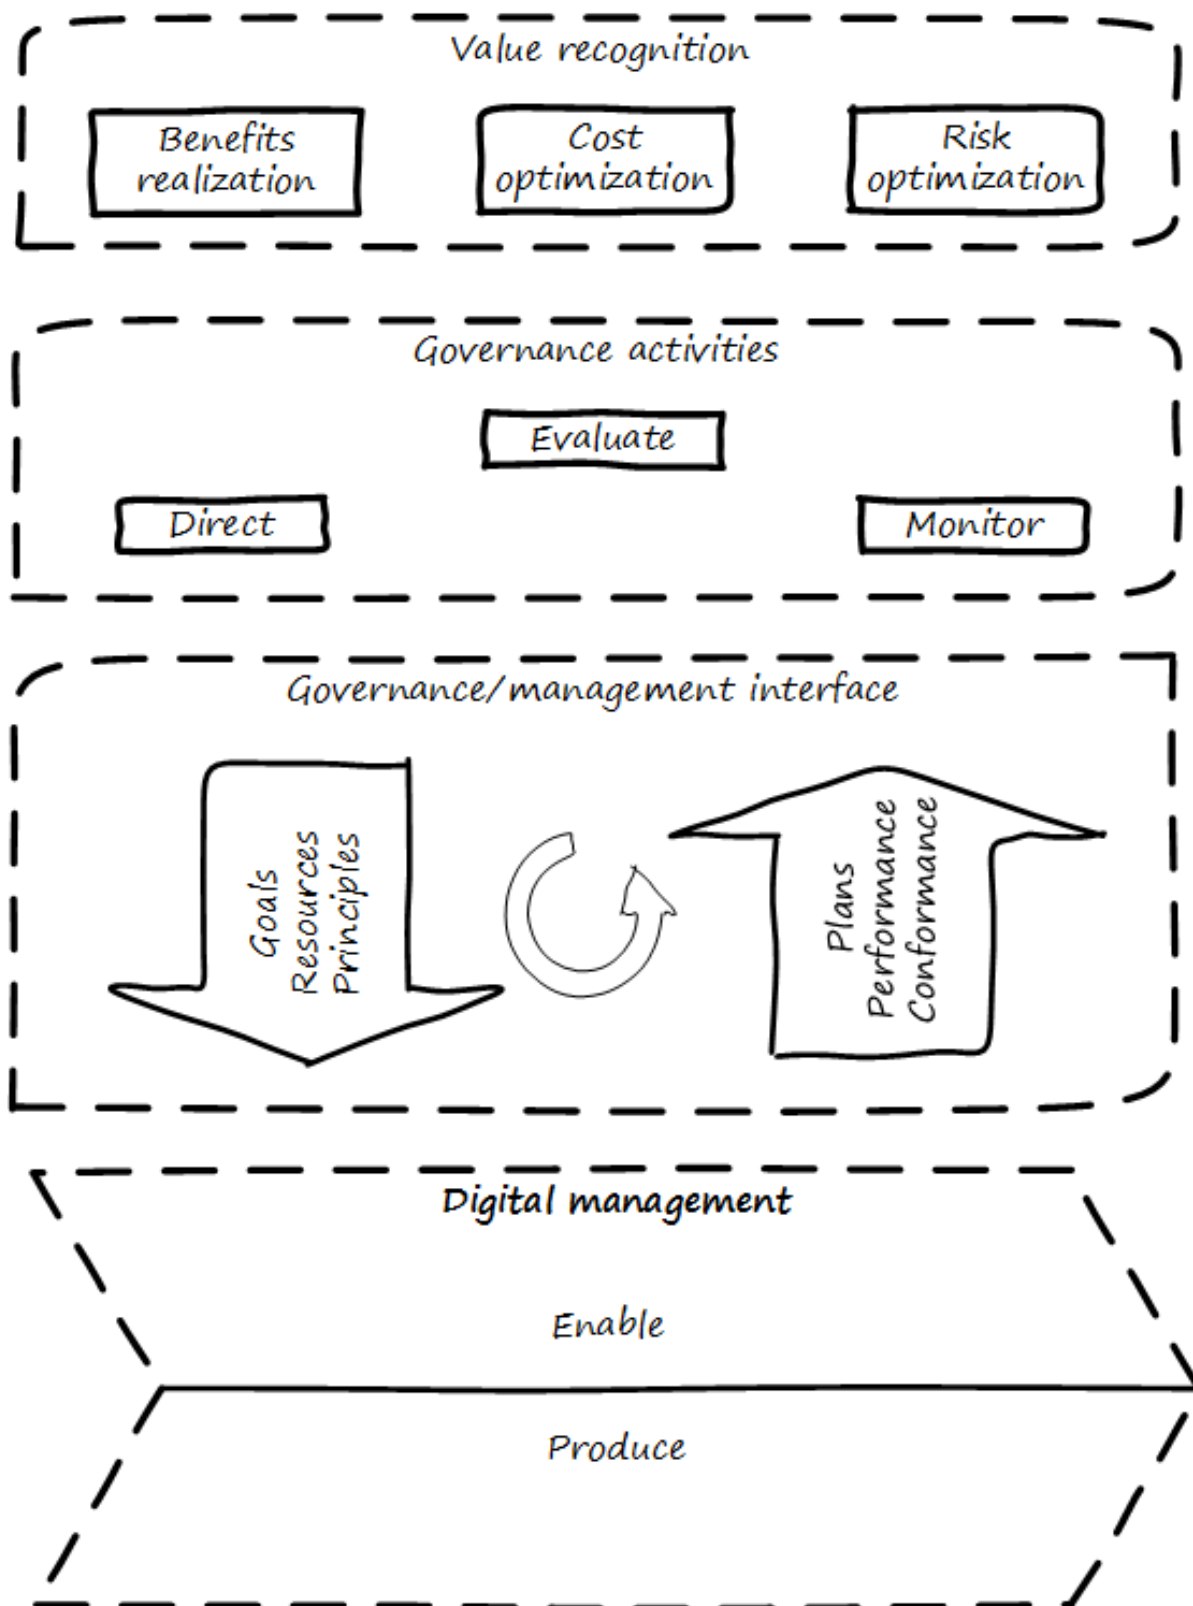 Value recognition
Benefits
realization
Cost
optimization
Risk
optimization
Governance activities
Evaluate
Direct
Monitor
Governance/management interface
Goals
Resources
Principles
Plans
Performance
Conformance
Digital management
Enable
Produce